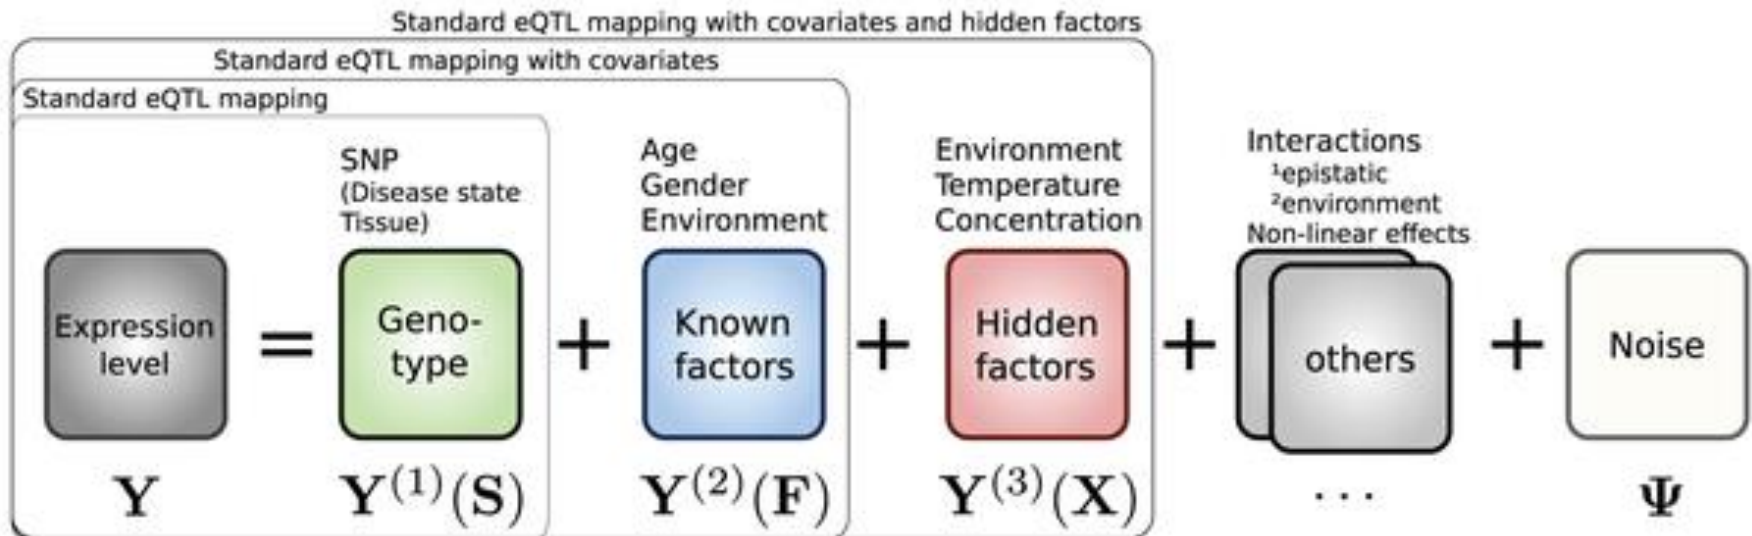 Standard eQTL mapping with covariates and hidden factors
Standard eQTL mapping with covariates
Standard eQTL mapping
SNP
(Disease state
Tissue)
Age
Gender
Environment
Environment
Temperature
Concentration
Interactions
¹epistatic
²environment
Non-linear effects
Expression
level
=
Geno-
type
+
Known
factors
+
Hidden
factors
+
others
+
Noise
Y
Y⁽¹⁾(S)
Y⁽²⁾(F)
Y⁽³⁾(X)
...
Ψ